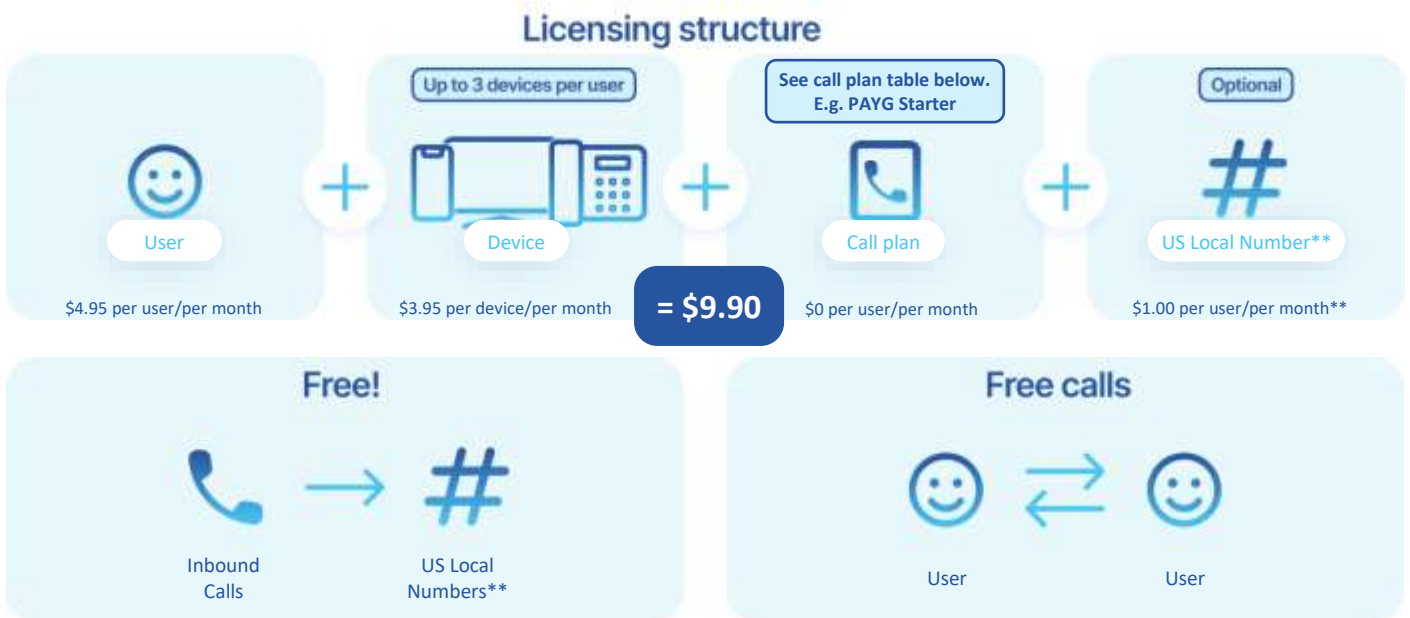 Licensing structure
Up to 3 devices per user
See call plan table below.
E.g. PAYG Starter
Optional
User
Device
Call plan
US Local Number**
$4.95 per user/per month
$3.95 per device/per month
= $9.90
$0 per user/per month
$1.00 per user/per month**
Free!
Inbound
Calls
US Local
Numbers**
Free calls
User
User